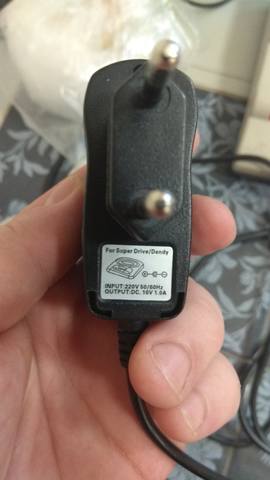 For Super Drive/Dendy
INPUT:220V 50/60Hz
OUTPUT:DC. 10V 1.0A